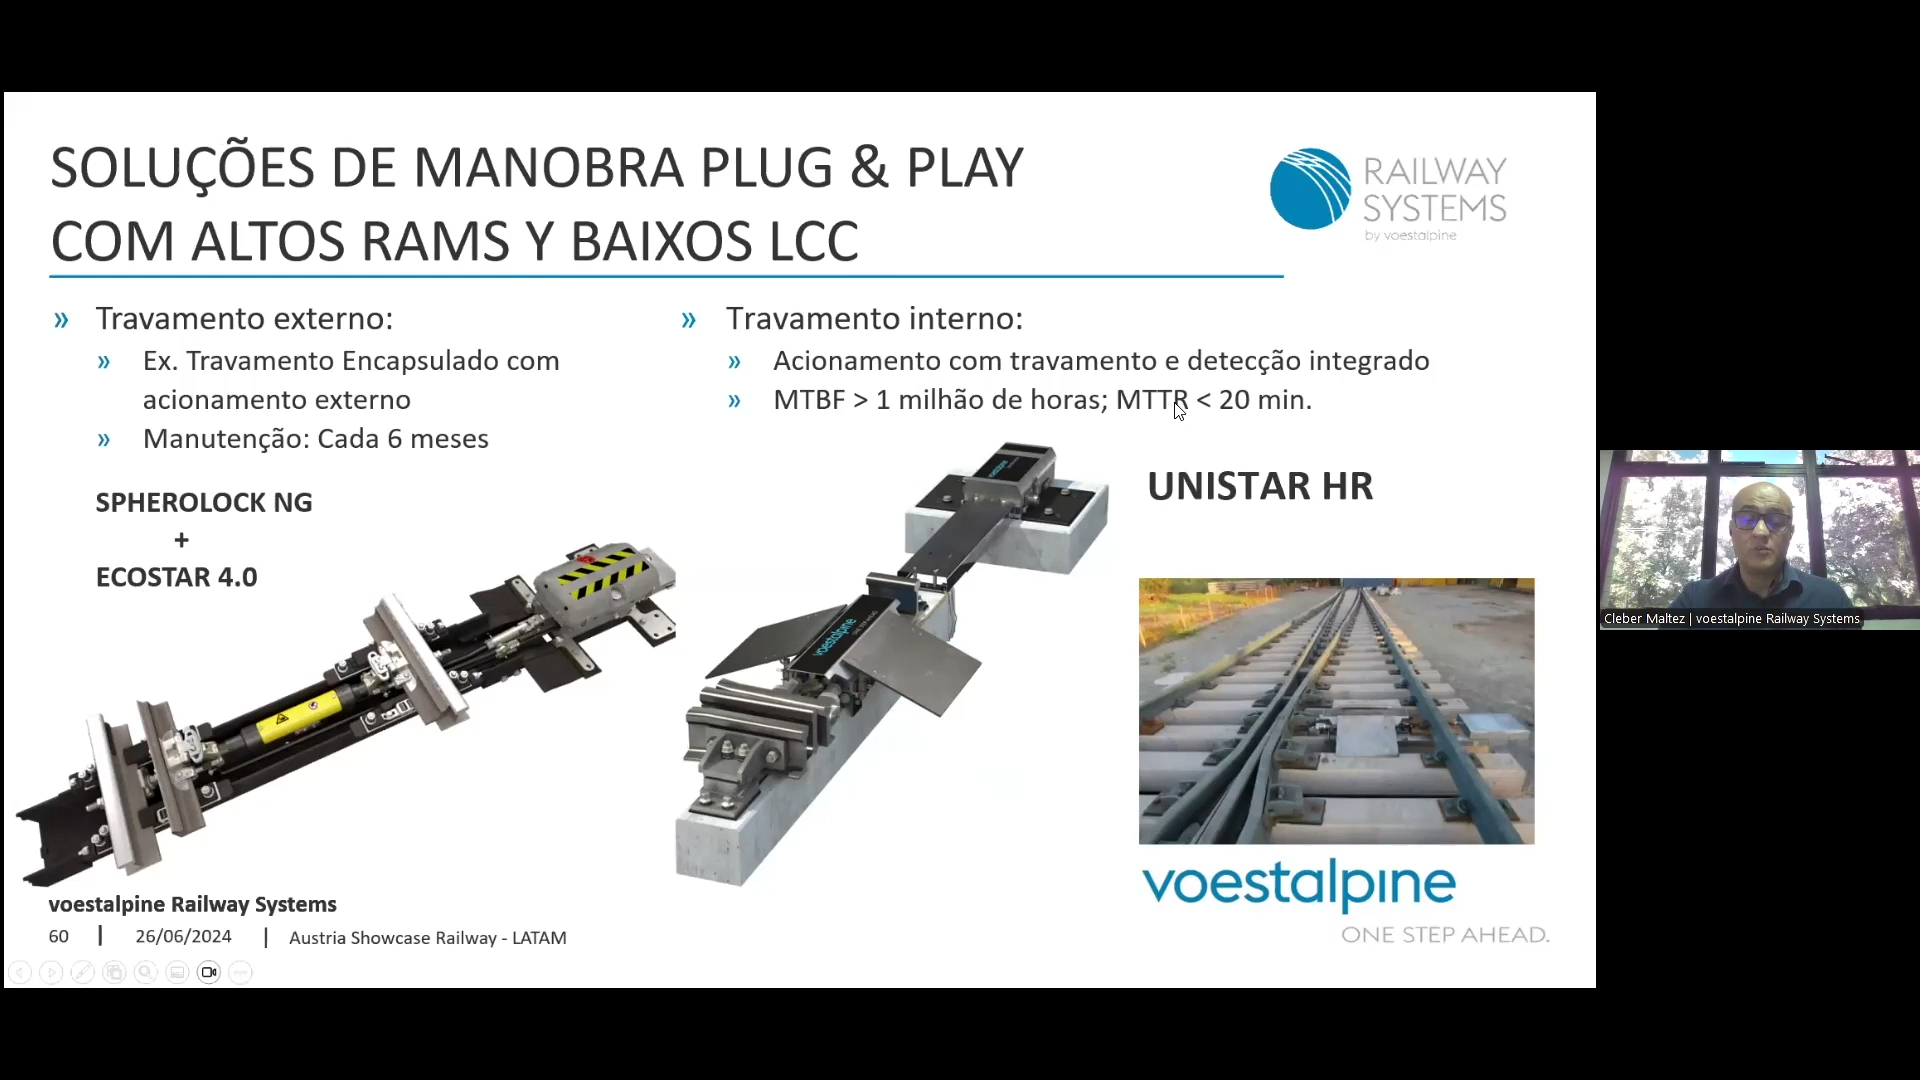 SOLUÇÕES DE MANOBRA PLUG & PLAY
COM ALTOS RAMS Y BAIXOS LCC
RAILWAY
SYSTEMS
by voestalpine
» Travamento externo:
» Ex. Travamento Encapsulado com
acionamento externo
» Manutenção: Cada 6 meses
SPHEROLOCK NG
+
ECOSTAR 4.0
» Travamento interno:
» Acionamento com travamento e detecção integrado
» MTBF > 1 milhão de horas; MTTR < 20 min.
UNISTAR HR
voestalpine
voestalpine
ONE STEP AHEAD.
voestalpine Railway Systems
60 | 26/06/2024 | Austria Showcase Railway - LATAM
Cleber Maltez | voestalpine Railway Systems